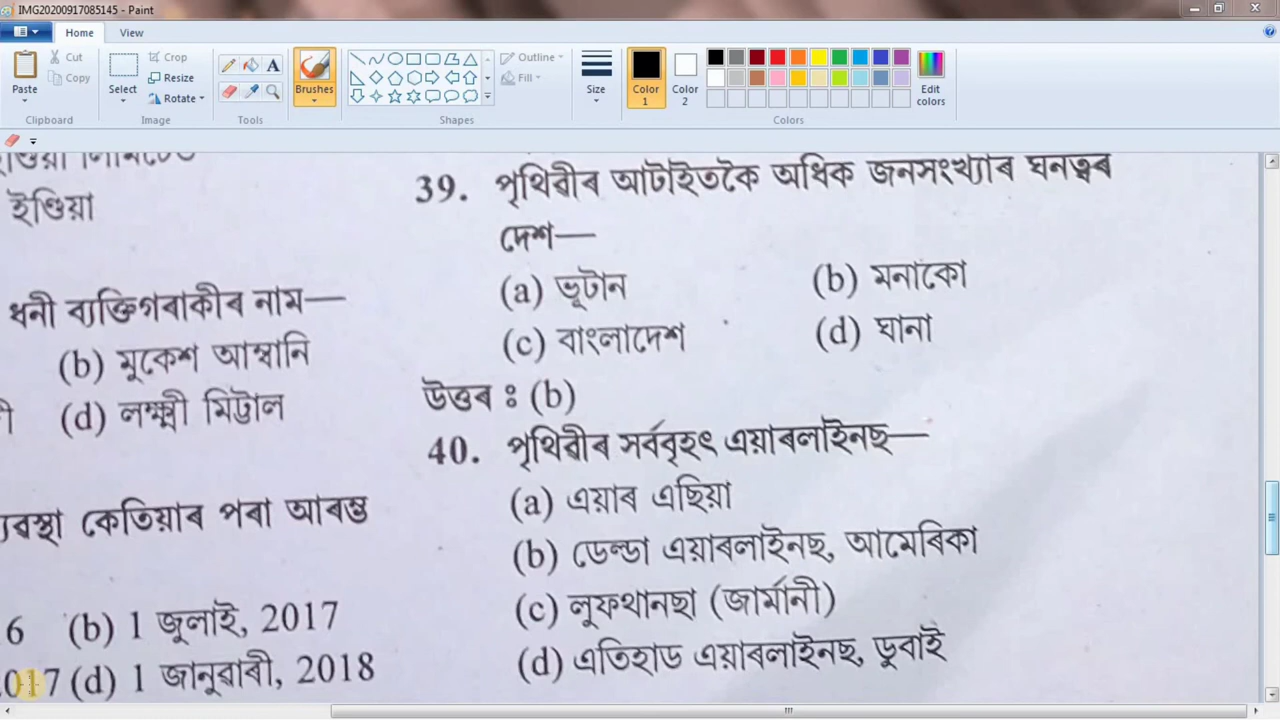 IMG20200917085145 - Paint
Home View
Paste
Cut
Copy
Clipboard
Select
Crop
Resize
Rotate
Image
Tools
Brushes
Shapes
Outline
Fill
Size
Color 1
Color 2
Edit colors
Colors
ইণ্ডিয়া
ধনী ব্যক্তিগৰাকীৰ নাম—
(b) মুকেশ আম্বানি
(d) লক্ষ্মী মিট্টাল
কেতিয়াৰ পৰা আৰম্ভ
6 (b) 1 জুলাই, 2017
(d) 1 জানুৱাৰী, 2018
39. পৃথিৱীৰ আটাইতকৈ অধিক জনসংখ্যাৰ ঘনত্বৰ
দেশ—
(a) ভূটান (b) মনাকো
(c) বাংলাদেশ (d) ঘানা
উত্তৰ : (b)
40. পৃথিৱীৰ সৰ্ববৃহৎ এয়াৰলাইনছ—
(a) এয়াৰ এছিয়া
(b) ডেল্ডা এয়াৰলাইনছ, আমেৰিকা
(c) লুফথানছা (জাৰ্মানী)
(d) এতিহাড এয়াৰলাইনছ, ডুবাই